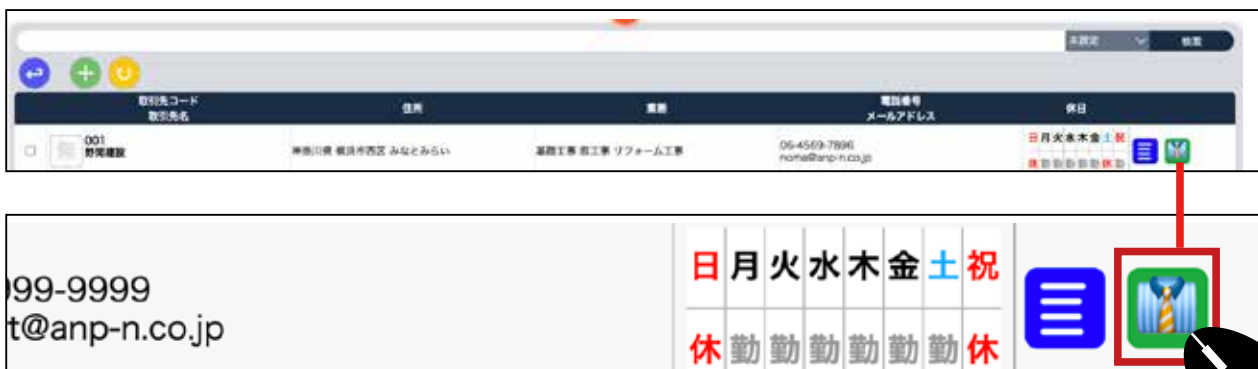 未設定 検索
取引先コード
取引先名
住所
業種
電話番号
メールアドレス
休日
001
野間建設
神奈川県 横浜市西区 みなとみらい
基礎工事 鳶工事 リフォーム工事
06-4569-7896
noma@anp-n.co.jp
日月火水木金土祝
休勤勤勤勤勤休勤
999-9999
t@anp-n.co.jp
日月火水木金土祝
休勤勤勤勤勤勤休